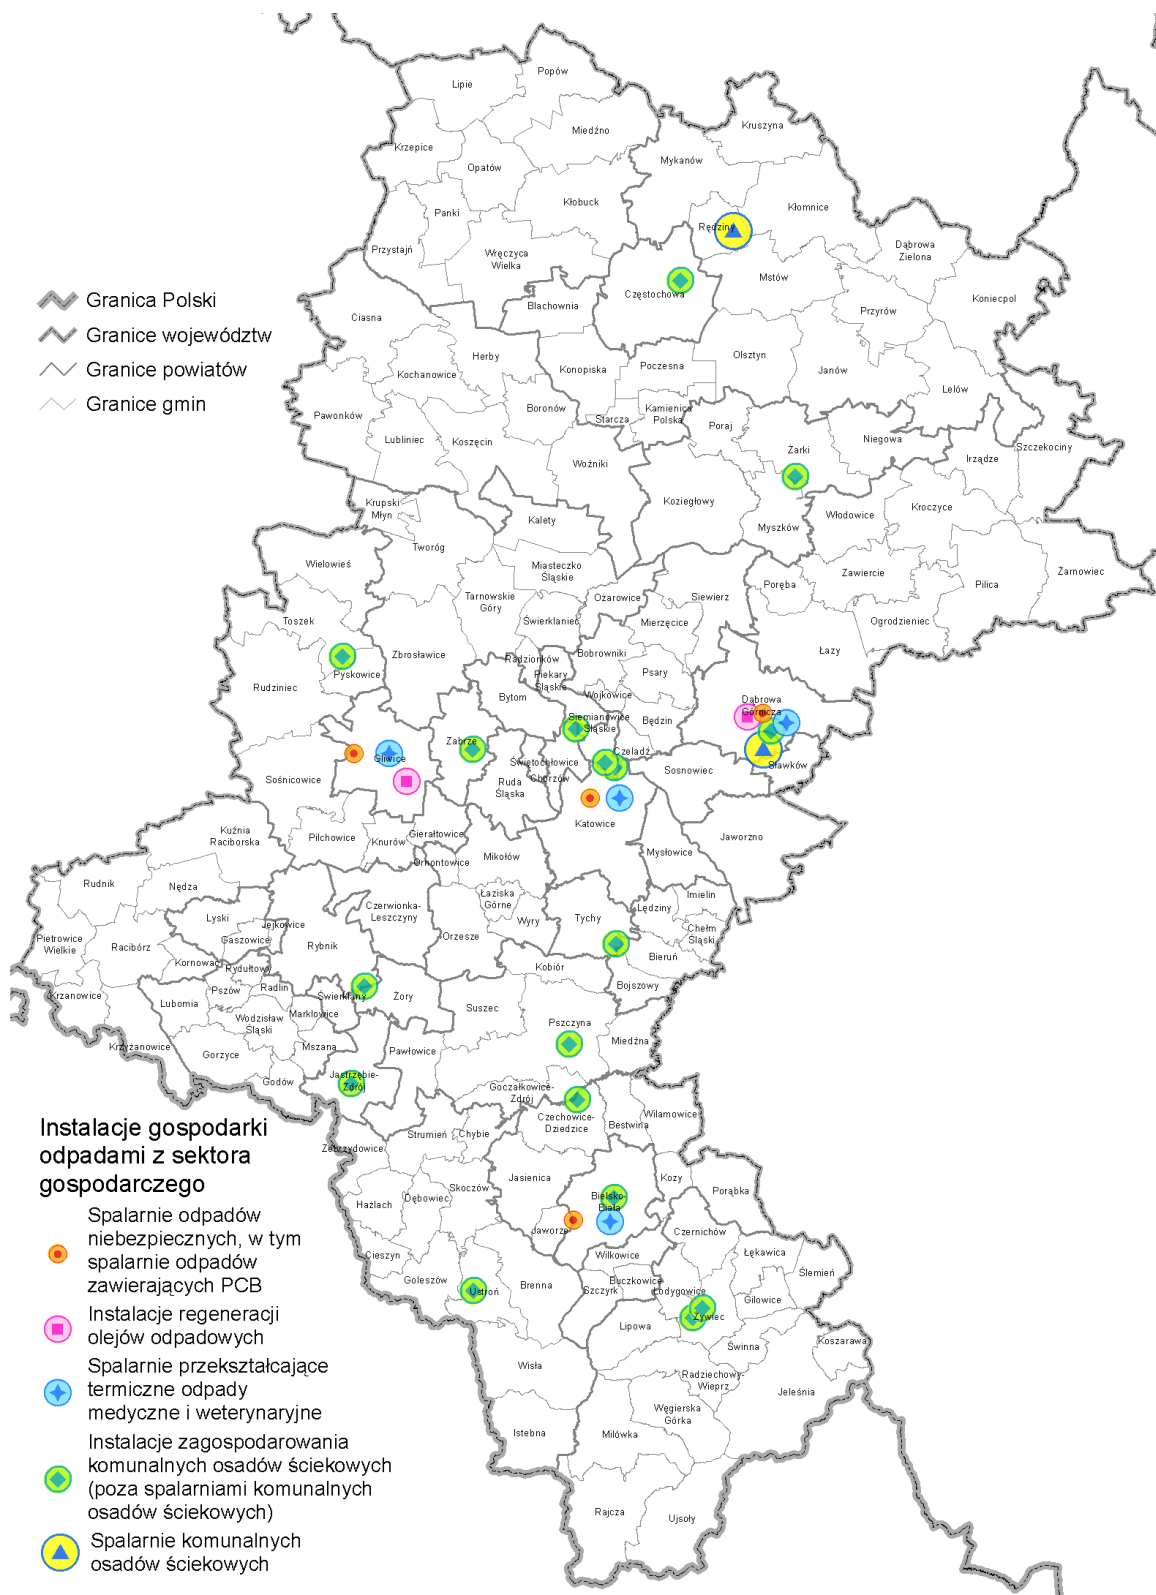 Popów
Lipie
Kruszyna
Miedźno
Krzepice
Mykanów
Opatów
Kłobuck
Kłomnice
Panki
Rędziny
Dąbrowa
Zielona
Przystajń
Wręczyca
Wielka
Mstów
Częstochowa
Koniecpol
Granica Polski
Blachownia
Przyrów
Ciasna
Granice województw
Herby
Olsztyn
Konopiska
Poczesna
Janów
Granice powiatów
Kochanowice
Lelów
Granice gmin
Pawonków
Boronów
Starcza
Kamienica
Polska
Poraj
Niegowa
Lubliniec
Koszęcin
Żarki
Szczekociny
Irządze
Woźniki
Krupski
Młyn
Koziegłowy
Kroczyce
Włodowice
Kalety
Myszków
Tworóg
Wielowieś
Miasteczko
Śląskie
Zawiercie
Żarnowiec
Poręba
Pilica
Tarnowskie
Góry
Ożarowice
Siewierz
Toszek
Świerklaniec
Mierzęcice
Ogrodzieniec
Zbrosławice
Bobrowniki
Łazy
Radzionków
Pyskowice
Piekary
Śląskie
Psary
Rudziniec
Bytom
Wojkowice
Dąbrowa
Górnicza
Siemianowice
Śląskie
Będzin
Zabrze
Czeladź
Gliwice
Świętochłowice
Sławków
Sosnowiec
Chorzów
Sośnicowice
Ruda
Śląska
Katowice
Kuźnia
Raciborska
Pilchowice
Gierałtowice
Knurów
Jaworzno
Ornontowice
Mikołów
Mysłowice
Rudnik
Nędza
Łaziska
Górne
Imielin
Czerwionka-
Leszczyny
Lędziny
Lyski
Jejkowice
Wyry
Tychy
Chełm
Śląski
Pietrowice
Wielkie
Racibórz
Gaszowice
Rybnik
Orzesze
Bieruń
Kornowac
Rydułtowy
Kobiór
Pszów
Radlin
Bojszowy
Krzanowice
Lubomia
Świerklany
Żory
Suszec
Wodzisław
Śląski
Marklowice
Pszczyna
Krzyżanowice
Mszana
Miedźna
Gorzyce
Pawłowice
Godów
Jastrzębie-
Zdrój
Goczałkowice-
Zdrój
Wilamowice
Czechowice-
Dziedzice
Bestwina
Instalacje gospodarki
odpadami z sektora
gospodarczego
Strumień
Chybie
Zebrzydowice
Jasienica
Kozy
Skoczów
Dębowiec
Porąbka
Hażlach
Bielsko-
Biała
Spalarnie odpadów
niebezpiecznych, w tym
spalarnie odpadów
zawierających PCB
Jaworze
Czernichów
Cieszyn
Wilkowice
Łękawica
Goleszów
Brenna
Buczkowice
Ślemień
Ustroń
Szczyrk
Łodygowice
Gilowice
Instalacje regeneracji
olejów odpadowych
Żywiec
Lipowa
Koszarawa
Świnna
Wisła
Spalarnie przekształcające
termiczne odpady
medyczne i weterynaryjne
Radziechowy-
Wieprz
Jeleśnia
Węgierska
Górka
Istebna
Milówka
Instalacje zagospodarowania
komunalnych osadów ściekowych
(poza spalarniami komunalnych
osadów ściekowych)
Rajcza
Ujsoły
Spalarnie komunalnych
osadów ściekowych